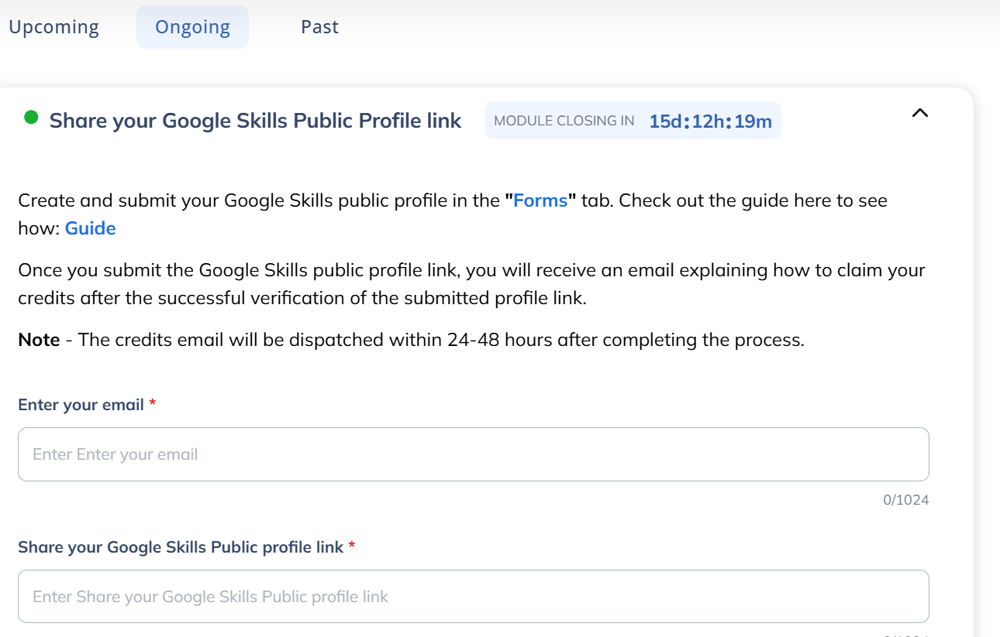 Upcoming Ongoing Past
Share your Google Skills Public Profile link MODULE CLOSING IN 15d:12h:19m
Create and submit your Google Skills public profile in the "Forms" tab. Check out the guide here to see
how: Guide
Once you submit the Google Skills public profile link, you will receive an email explaining how to claim your
credits after the successful verification of the submitted profile link.
Note - The credits email will be dispatched within 24-48 hours after completing the process.
Enter your email *
Enter Enter your email
0/1024
Share your Google Skills Public profile link *
Enter Share your Google Skills Public profile link